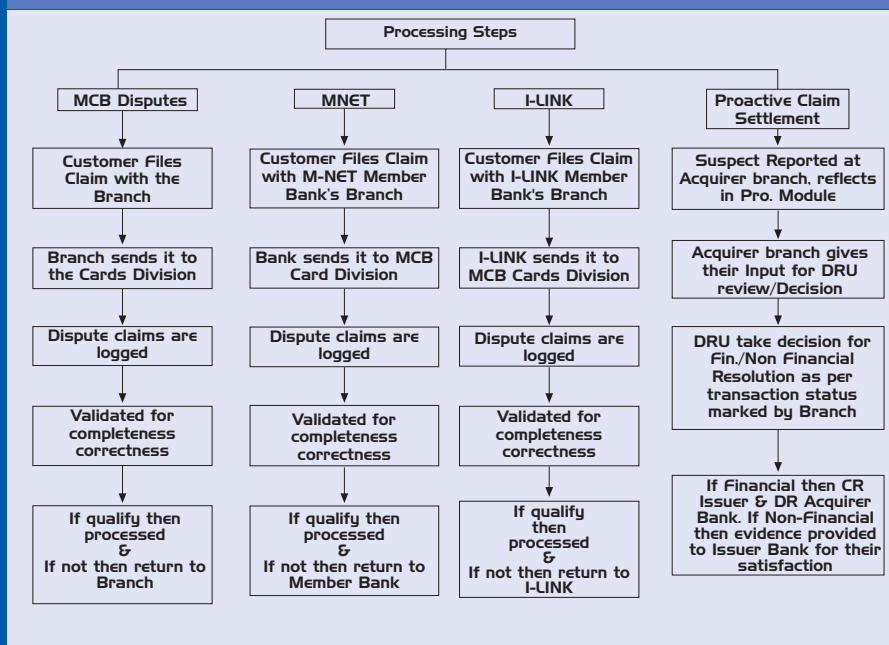 Processing Steps
MCB Disputes
Customer Files
Claim with the
Branch
Branch sends it to
the Cards Division
Dispute claims are
logged
Validated for
completeness
correctness
If qualify then
processed
&
If not then return to
Branch
MNET
Customer Files Claim
with M-NET Member
Bank's Branch
Bank sends it to MCB
Card Division
Dispute claims are
logged
Validated for
completeness
correctness
If qualify then
processed
&
If not then return to
Member Bank
I-LINK
Customer Files Claim
with I-LINK Member
Bank's Branch
I-LINK sends it to
MCB Cards Division
Dispute claims are
logged
Validated for
completeness
correctness
If qualify
then
processed
&
If not then return to
I-LINK
Proactive Claim
Settlement
Suspect Reported at
Acquirer branch, reflects
in Pro. Module
Acquirer branch gives
their Input for DRU
review/Decision
DRU take decision for
Fin./Non Financial
Resolution as per
transaction status
marked by Branch
If Financial then CR
Issuer & DR Acquirer
Bank. If Non-Financial
then evidence provided
to Issuer Bank for their
satisfaction